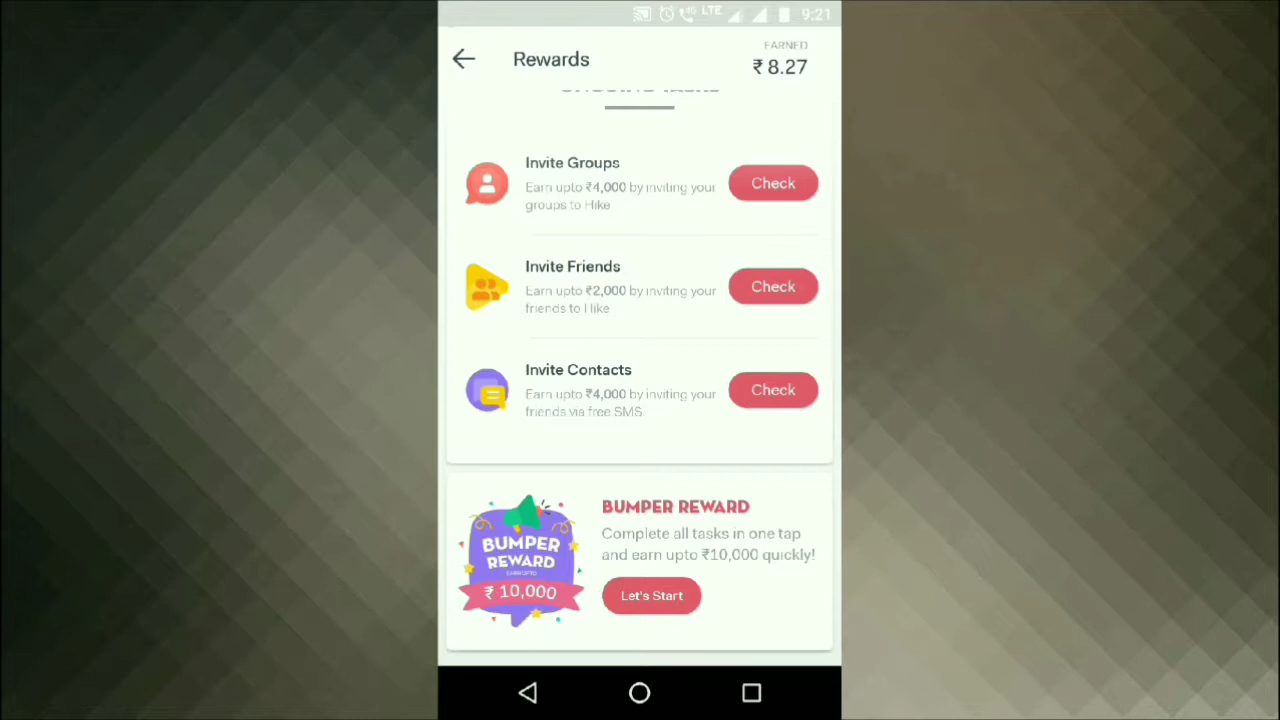 LTE 9:21
EARNED
Rewards
₹ 8.27
Invite Groups
Earn upto ₹4,000 by inviting your
groups to Hike
Check
Invite Friends
Earn upto ₹2,000 by inviting your
friends to Hike
Check
Invite Contacts
Earn upto ₹4,000 by inviting your
friends via free SMS
Check
BUMPER
REWARD
₹ 10,000
BUMPER REWARD
Complete all tasks in one tap
and earn upto ₹10,000 quickly!
Let's Start